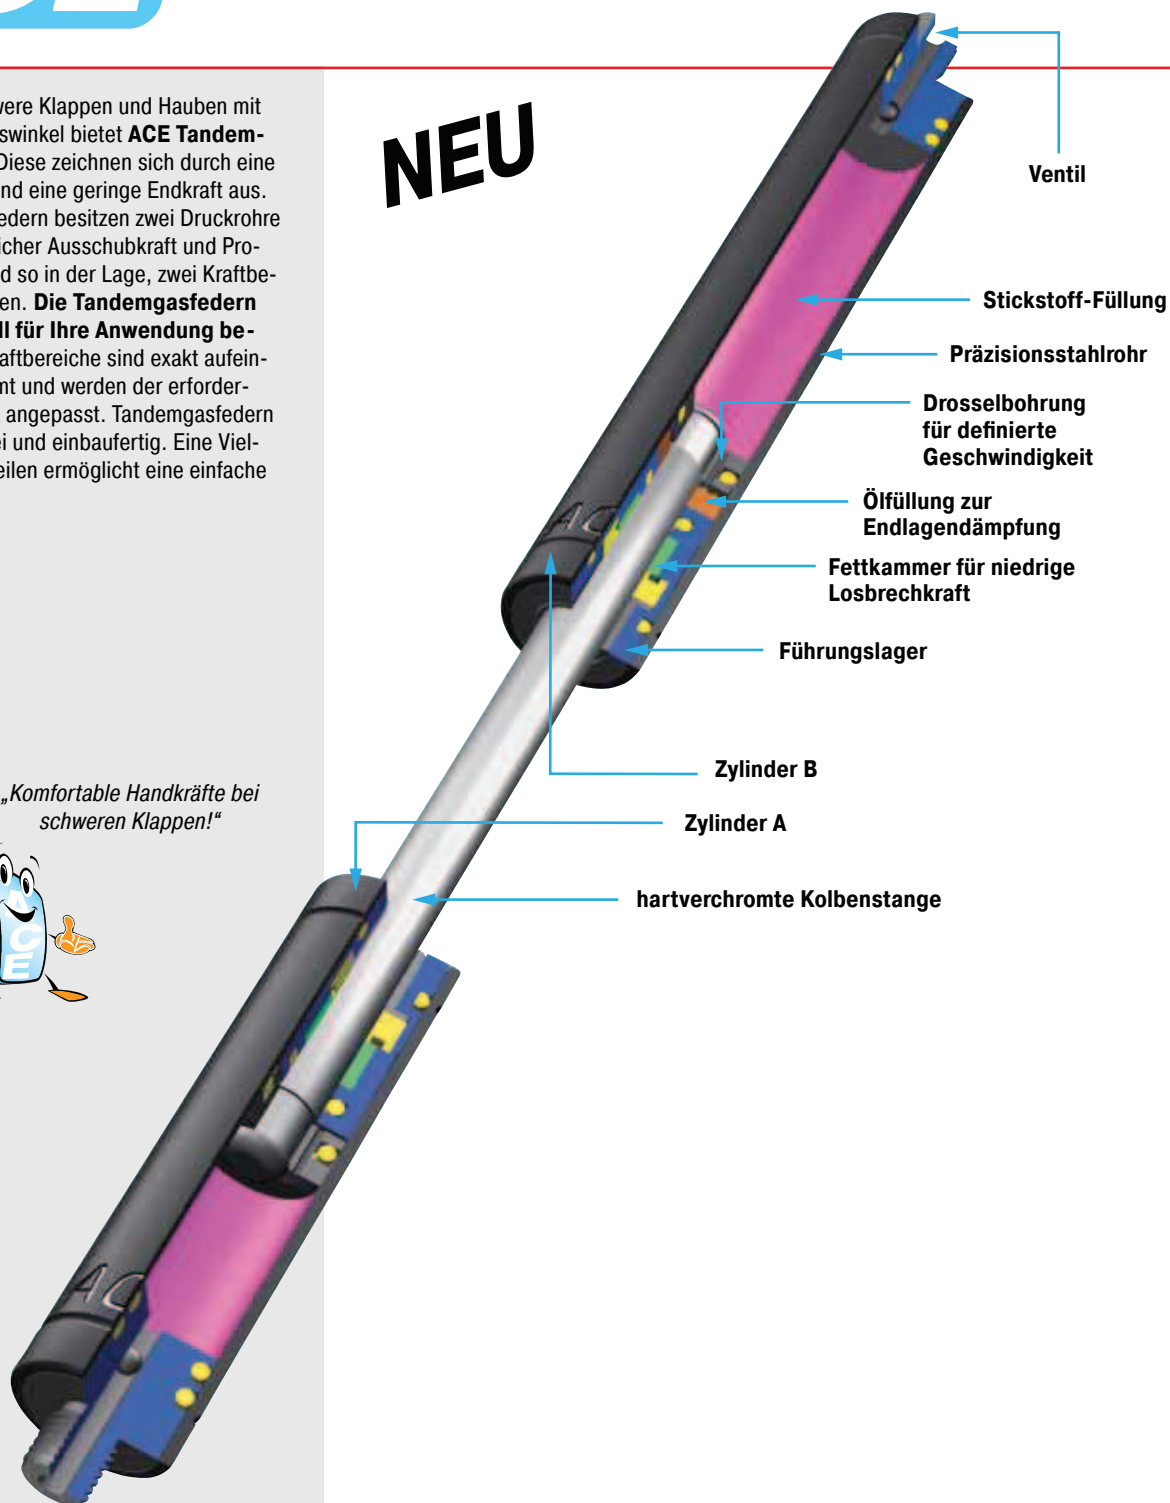 were Klappen und Hauben mit
swinkel bietet ACE Tandem-
Diese zeichnen sich durch eine
nd eine geringe Endkraft aus.
edern besitzen zwei Druckrohre
icher Ausschubkraft und Pro-
d so in der Lage, zwei Kraftbe-
en. Die Tandemgasfedern
ll für Ihre Anwendung be-
aftbereiche sind exakt aufein-
mt und werden der erforder-
angepasst. Tandemgasfedern
ei und einbaufertig. Eine Viel-
eilen ermöglicht eine einfache
NEU
Ventil
Stickstoff-Füllung
Präzisionsstahlrohr
Drosselbohrung
für definierte
Geschwindigkeit
Ölfüllung zur
Endlagendämpfung
Fettkammer für niedrige
Losbrechkraft
Führungslager
Zylinder B
Zylinder A
hartverchromte Kolbenstange
„Komfortable Handkräfte bei
schweren Klappen!“
ACE
AC
AC